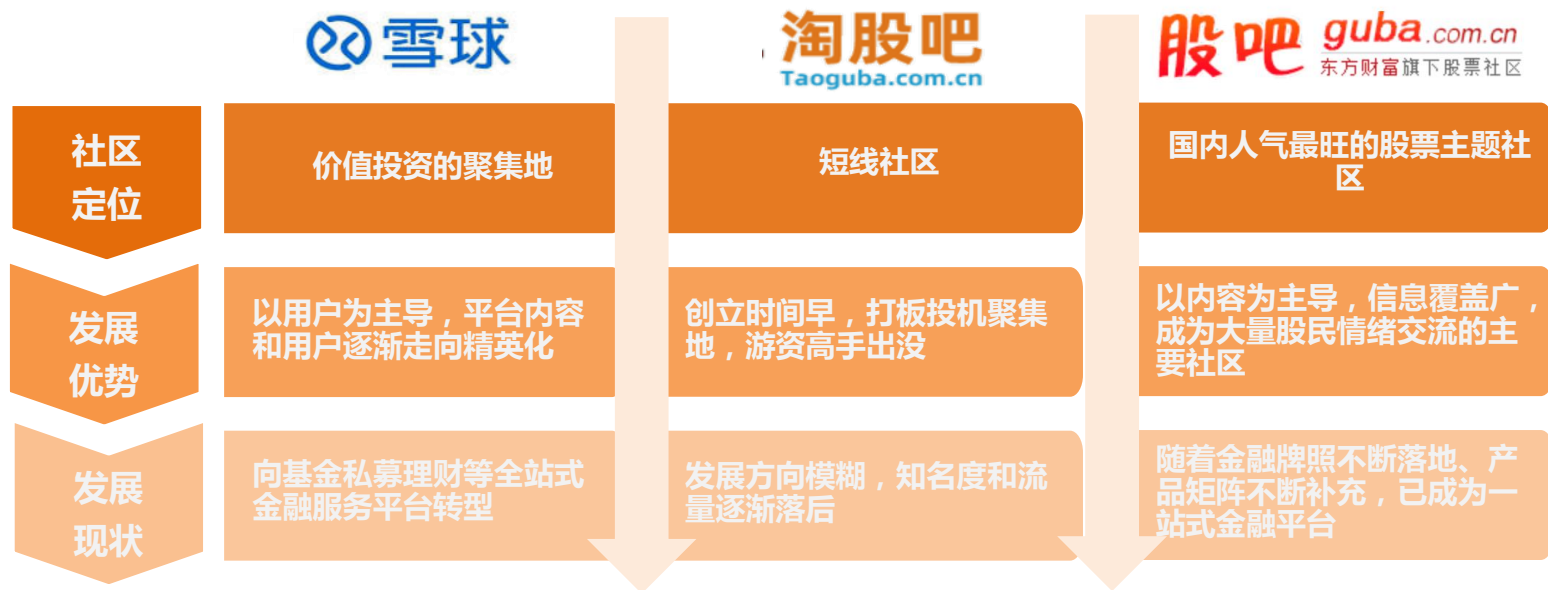 雪球
淘股吧
Taoguba.com.cn
股吧 guba.com.cn
东方财富旗下股票社区
社区
定位
价值投资的聚集地
短线社区
国内人气最旺的股票主题社
区
发展
优势
以用户为主导，平台内容
和用户逐渐走向精英化
创立时间早，打板投机聚集
地，游资高手出没
以内容为主导，信息覆盖广，
成为大量股民情绪交流的主
要社区
发展
现状
向基金私募理财等全站式
金融服务平台转型
发展方向模糊，知名度和流
量逐渐落后
随着金融牌照不断落地、产
品矩阵不断补充，已成为一
站式金融平台